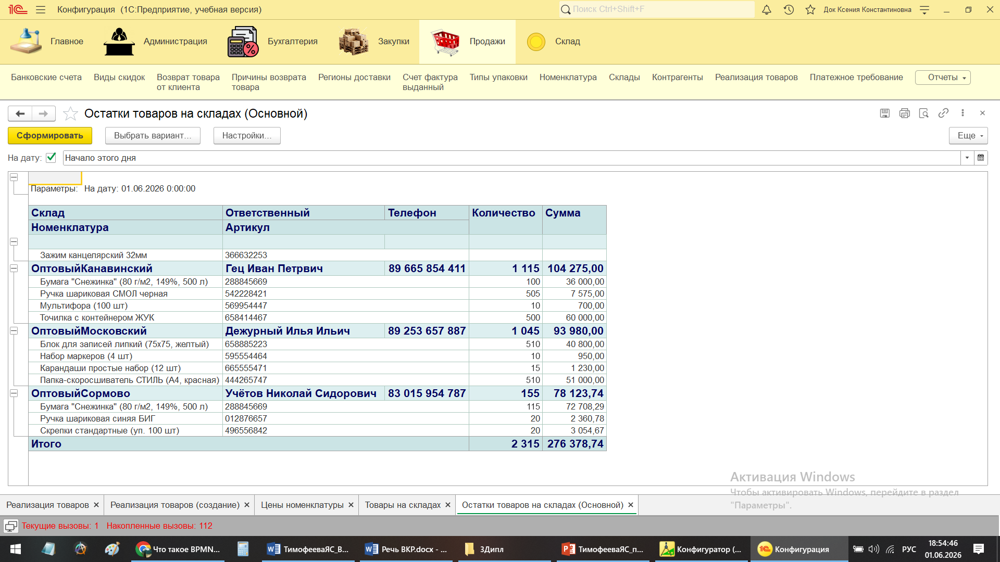 Конфигурация (1С:Предприятие, учебная версия)
Поиск Ctrl+Shift+F
Док Ксения Константиновна
Главное
Администрация
Бухгалтерия
Закупки
Продажи
Склад
Банковские счета
Виды скидок
Возврат товара
от клиента
Причины возврата
товара
Регионы доставки
Счет фактура
выданный
Типы упаковки
Номенклатура
Склады
Контрагенты
Реализация товаров
Платежное требование
Отчеты
Остатки товаров на складах (Основной)
Сформировать
Выбрать вариант...
Настройки...
Еще
На дату:
Начало этого дня
Параметры: На дату: 01.06.2026 0:00:00
Склад Ответственный Телефон Количество Сумма
Номенклатура Артикул
Зажим канцелярский 32мм 366632253
ОптовыйКанавинский Гец Иван Петрвич 89 665 854 411 1 115 104 275,00
Бумага "Снежинка" (80 г/м2, 149%, 500 л) 288845669 100 36 000,00
Ручка шариковая СМОЛ черная 542228421 505 7 575,00
Мультифора (100 шт) 569954447 10 700,00
Точилка с контейнером ЖУК 658414467 500 60 000,00
ОптовыйМосковский Дежурный Илья Ильич 89 253 657 887 1 045 93 980,00
Блок для записей липкий (75х75, желтый) 658885223 510 40 800,00
Набор маркеров (4 шт) 595554464 10 950,00
Карандаши простые набор (12 шт) 665555471 15 1 230,00
Папка-скоросшиватель СТИЛЬ (А4, красная) 444265747 510 51 000,00
ОптовыйСормово Учётов Николай Сидорович 83 015 954 787 155 78 123,74
Бумага "Снежинка" (80 г/м2, 149%, 500 л) 288845669 115 72 708,29
Ручка шариковая синяя БИГ 012876657 20 2 360,78
Скрепки стандартные (уп. 100 шт) 496556842 20 3 054,67
Итого 2 315 276 378,74
Активация Windows
Чтобы активировать Windows, перейдите в раздел
"Параметры".
Реализация товаров
Реализация товаров (создание)
Цены номенклатуры
Товары на складах
Остатки товаров на складах (Основной)
Текущие вызовы: 1 Накопленные вызовы: 112
Что такое BPMN...
ТимофееваЯС_В...
Речь ВКР.docx - ...
3Дипл
ТимофееваЯС_п...
Конфигуратор (...
Конфигурация
РУС
18:54:46
01.06.2026